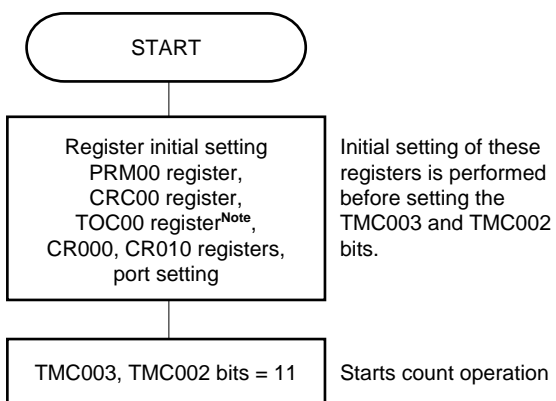 START
Register initial setting
PRM00 register,
CRC00 register,
TOC00 register^Note,
CR000, CR010 registers,
port setting
Initial setting of these
registers is performed
before setting the
TMC003 and TMC002
bits.
TMC003, TMC002 bits = 11
Starts count operation